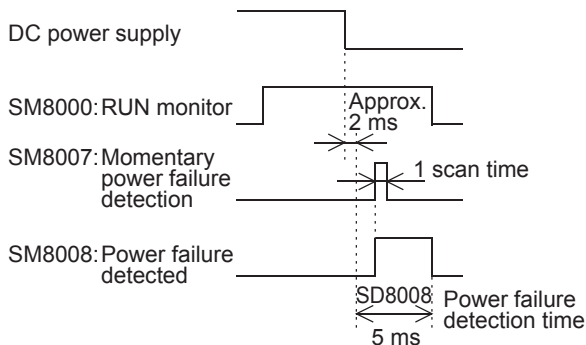 DC power supply
SM8000: RUN monitor
Approx.
2 ms
SM8007: Momentary
power failure
detection
1 scan time
SM8008: Power failure
detected
SD8008
Power failure
detection time
5 ms